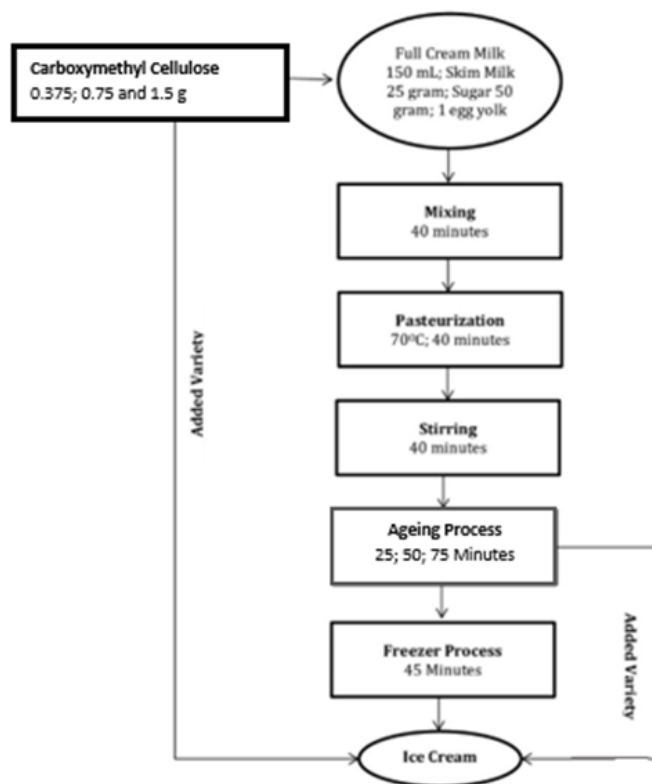 Carboxymethyl Cellulose
0.375; 0.75 and 1.5 g
Full Cream Milk
150 mL; Skim Milk
25 gram; Sugar 50
gram; 1 egg yolk
Mixing
40 minutes
Pasteurization
70⁰C; 40 minutes
Stirring
40 minutes
Added Variety
Ageing Process
25; 50; 75 Minutes
Added Variety
Freezer Process
45 Minutes
Ice Cream